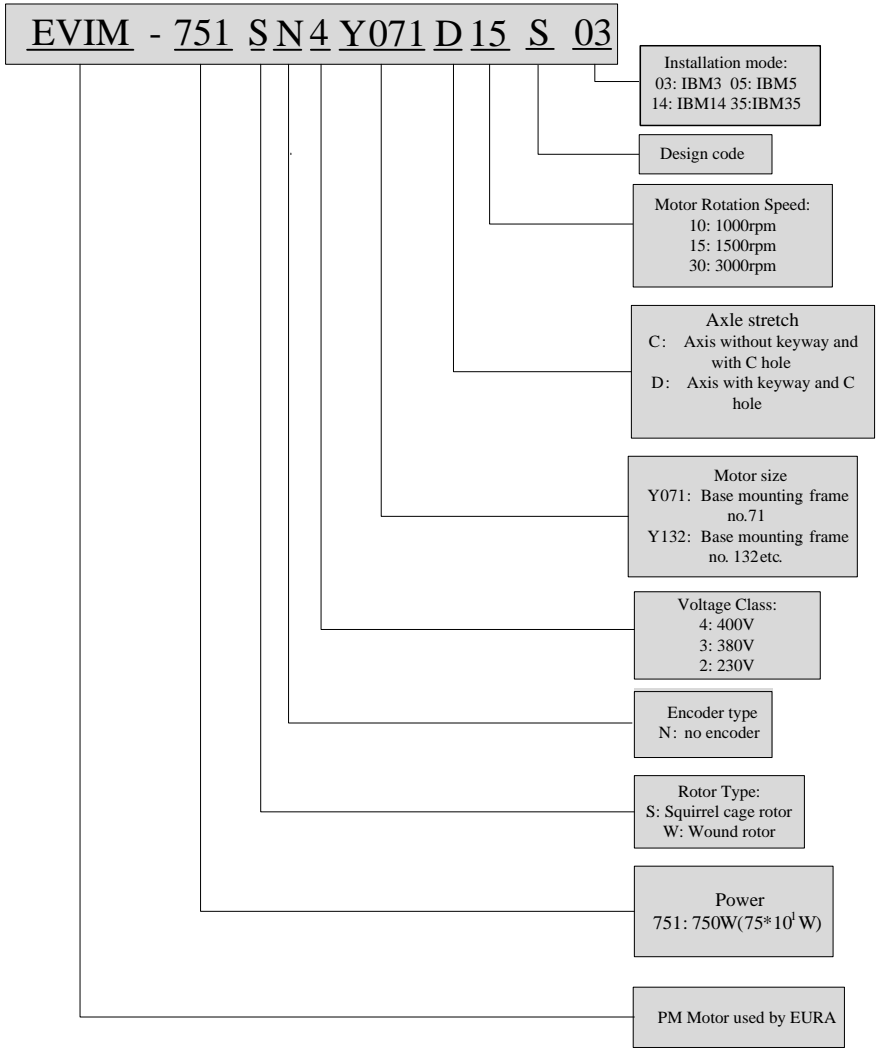 EVIM - 751 S N 4 Y071 D 15 S 03
Installation mode:
03: IBM3 05: IBM5
14: IBM14 35:IBM35
Design code
Motor Rotation Speed:
10: 1000rpm
15: 1500rpm
30: 3000rpm
Axle stretch
C: Axis without keyway and
with C hole
D: Axis with keyway and C
hole
Motor size
Y071: Base mounting frame
no.71
Y132: Base mounting frame
no. 132etc.
Voltage Class:
4: 400V
3: 380V
2: 230V
Encoder type
N: no encoder
Rotor Type:
S: Squirrel cage rotor
W: Wound rotor
Power
751: 750W(75*10¹W)
PM Motor used by EURA